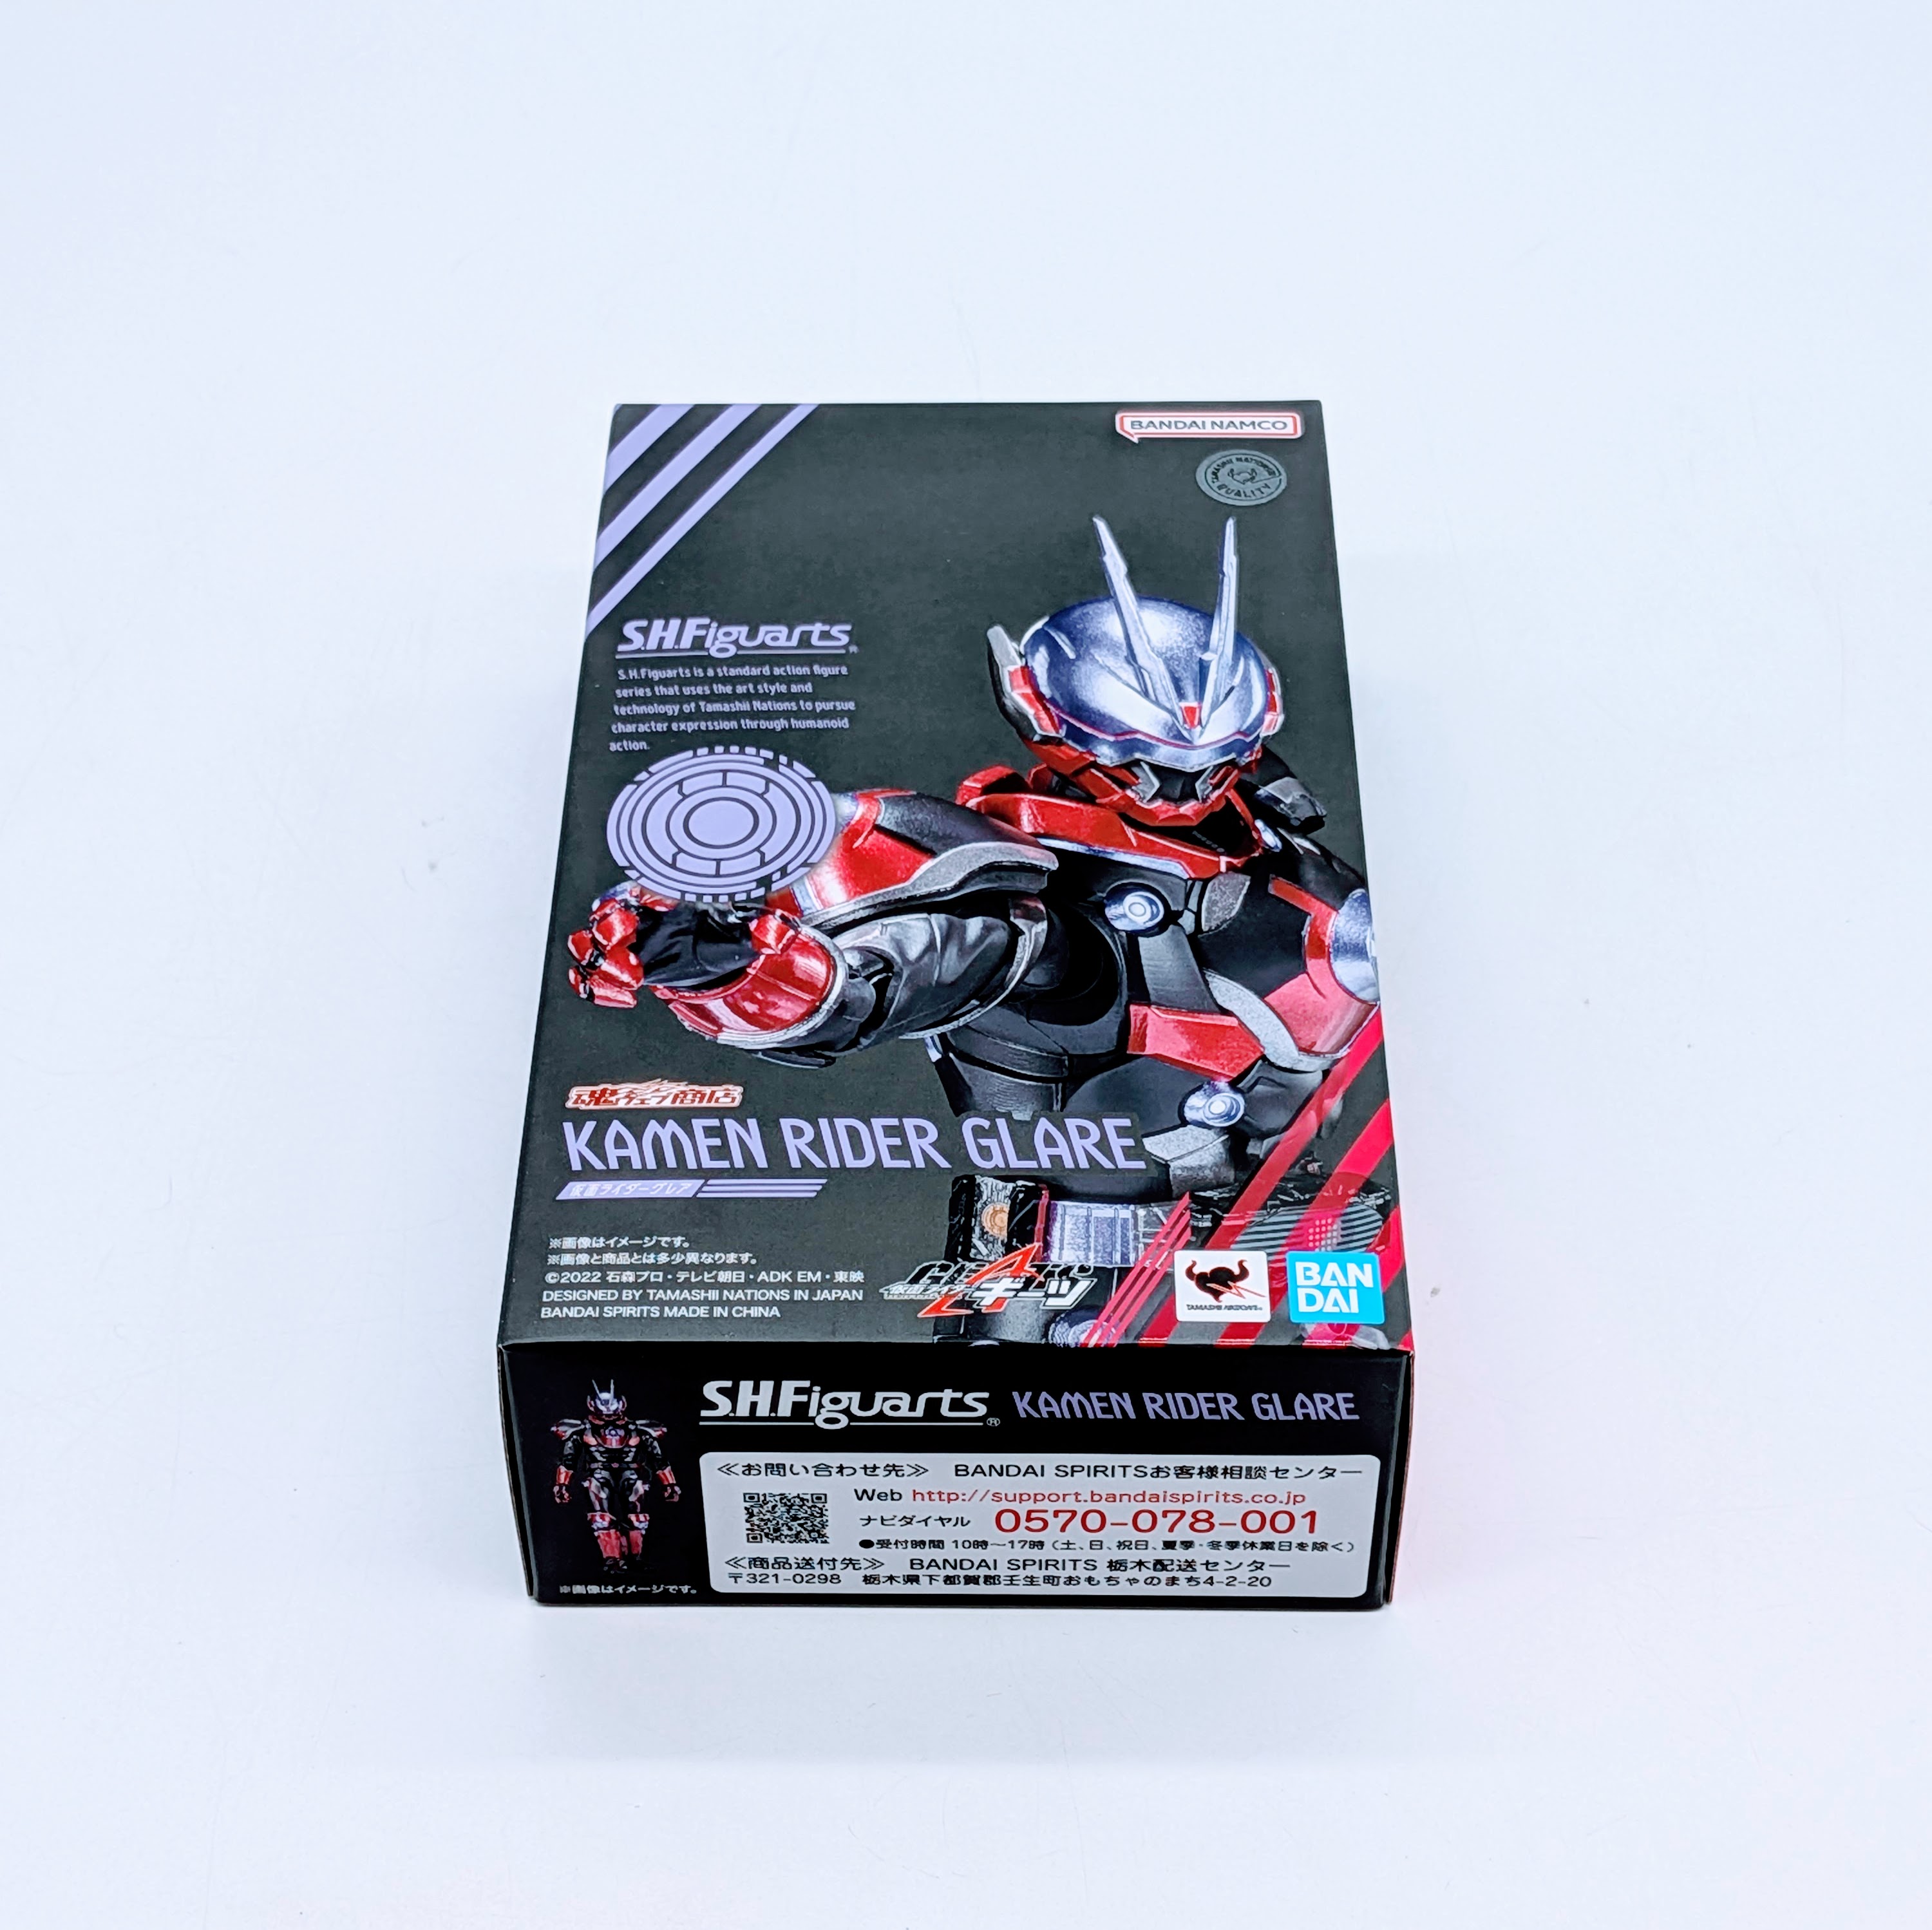 BANDAI NAMCO
TAMASHII NATIONS
QUALITY
S.H.Figuarts®
S.H.Figuarts is a standard action figure
series that uses the art style and
technology of Tamashii Nations to pursue
character expression through humanoid
action.
魂ウェブ商店
KAMEN RIDER GLARE
仮面ライダーグレア
※画像はイメージです。
※画像と商品とは多少異なります。
©2022 石森プロ・テレビ朝日・ADK EM・東映
DESIGNED BY TAMASHII NATIONS IN JAPAN
BANDAI SPIRITS MADE IN CHINA
仮面ライダー
ギーツ
TAMASHII NATIONS
BAN
DAI
S.H.Figuarts® KAMEN RIDER GLARE
≪お問い合わせ先≫ BANDAI SPIRITSお客様相談センター
Web http://support.bandaispirits.co.jp
ナビダイヤル 0570-078-001
●受付時間 10時～17時（土、日、祝日、夏季・冬季休業日を除く）
≪商品送付先≫ BANDAI SPIRITS 栃木配送センター
〒321-0298 栃木県下都賀郡壬生町おもちゃのまち4-2-20
※画像はイメージです。